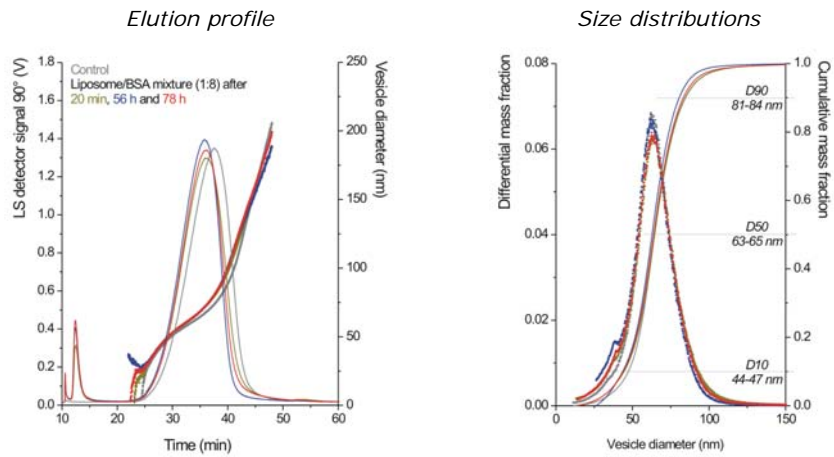 Elution profile
Size distributions
LS detector signal 90° (V)
1.8
1.6
1.4
1.2
1.0
0.8
0.6
0.4
0.2
0.0
Control
Liposome/BSA mixture (1:8) after
20 min, 56 h and 78 h
250
200
150
100
50
0
Vesicle diameter (nm)
10 20 30 40 50 60
Time (min)
Differential mass fraction
0.08
0.06
0.04
0.02
0.00
D90
81-84 nm
D50
63-65 nm
D10
44-47 nm
1.0
0.8
0.6
0.4
0.2
0.0
Cumulative mass fraction
0 50 100 150
Vesicle diameter (nm)